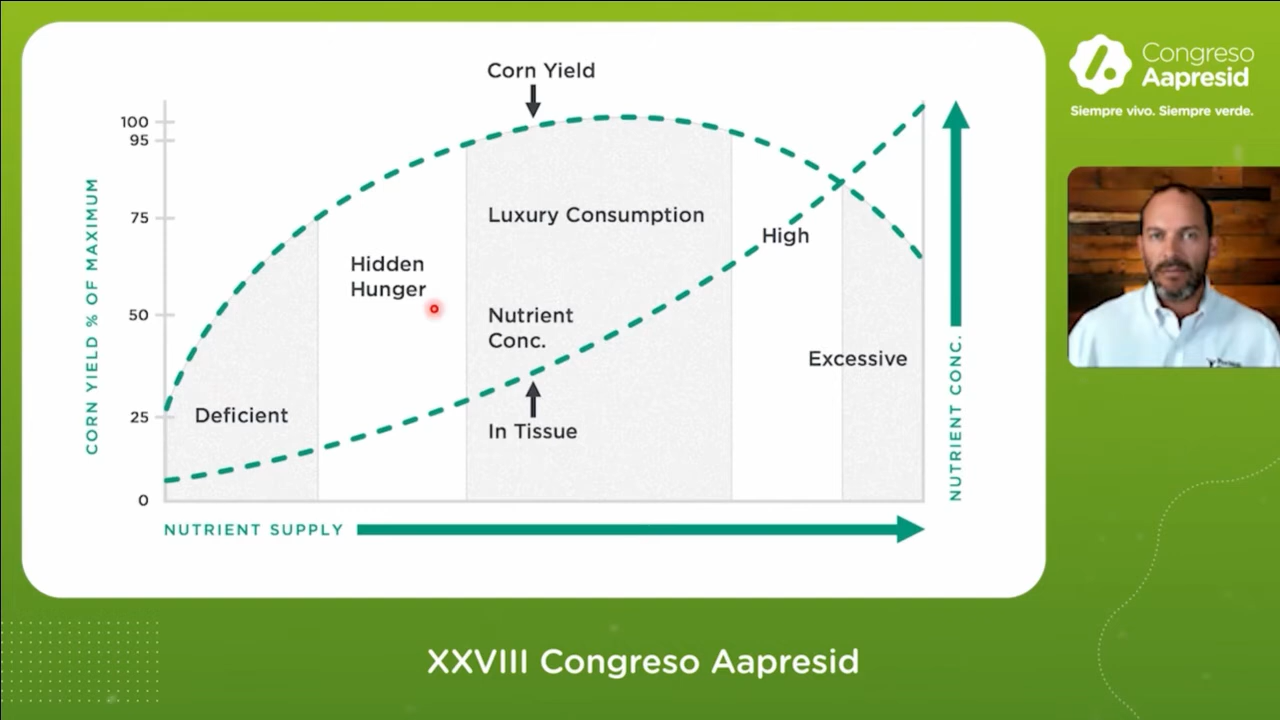 Corn Yield
100
95
75
50
25
0
CORN YIELD % OF MAXIMUM
Luxury Consumption
High
Hidden
Hunger
Nutrient
Conc.
Excessive
Deficient
In Tissue
NUTRIENT CONC.
NUTRIENT SUPPLY
Congreso
Aapresid
Siempre vivo. Siempre verde.
XXVIII Congreso Aapresid